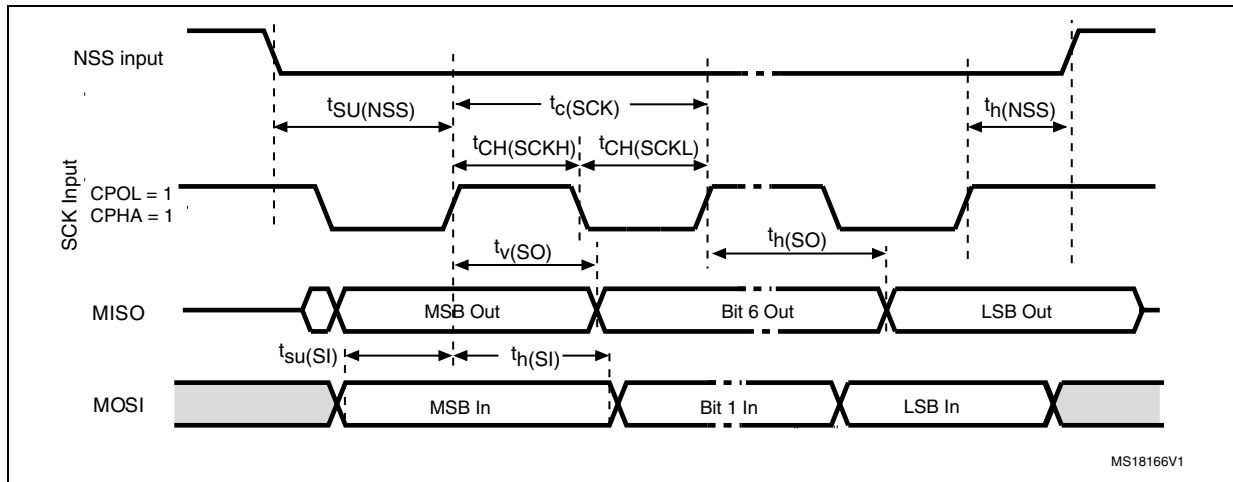 NSS input
tSU(NSS)
tc(SCK)
th(NSS)
tCH(SCKH)
tCH(SCKL)
SCK Input
CPOL = 1
CPHA = 1
tv(SO)
th(SO)
MISO
MSB Out
Bit 6 Out
LSB Out
tsu(SI)
th(SI)
MOSI
MSB In
Bit 1 In
LSB In
MS18166V1